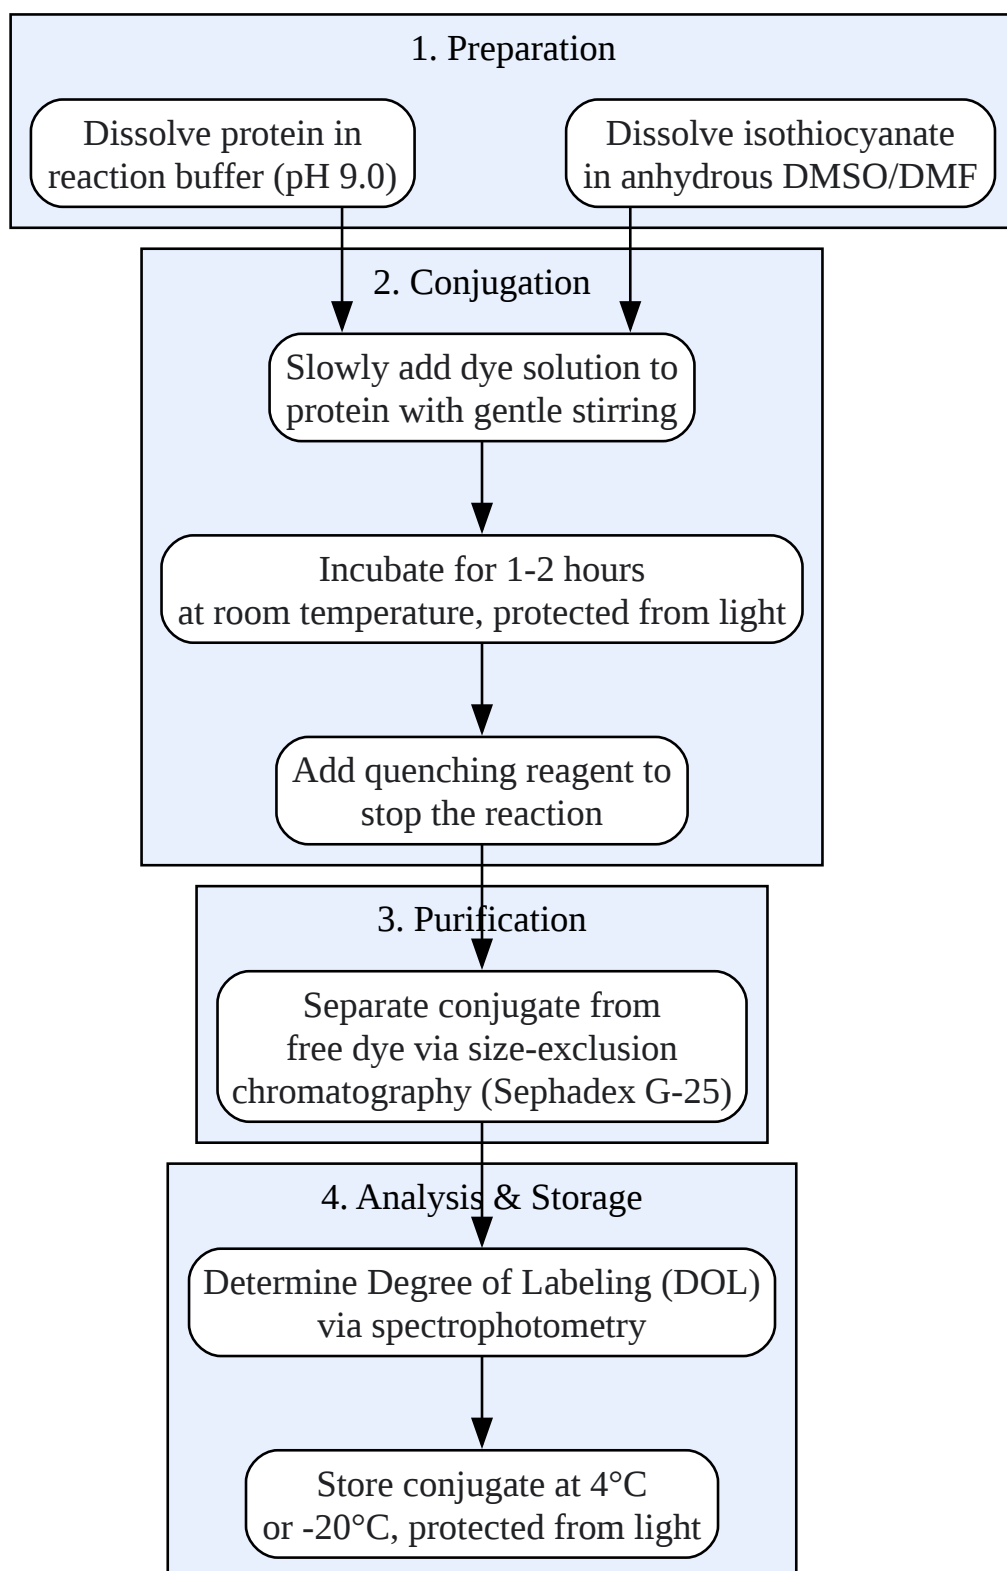 1. Preparation
Dissolve protein in
reaction buffer (pH 9.0)
Dissolve isothiocyanate
in anhydrous DMSO/DMF
2. Conjugation
Slowly add dye solution to
protein with gentle stirring
Incubate for 1-2 hours
at room temperature, protected from light
Add quenching reagent to
stop the reaction
3. Purification
Separate conjugate from
free dye via size-exclusion
chromatography (Sephadex G-25)
4. Analysis & Storage
Determine Degree of Labeling (DOL)
via spectrophotometry
Store conjugate at 4°C
or -20°C, protected from light